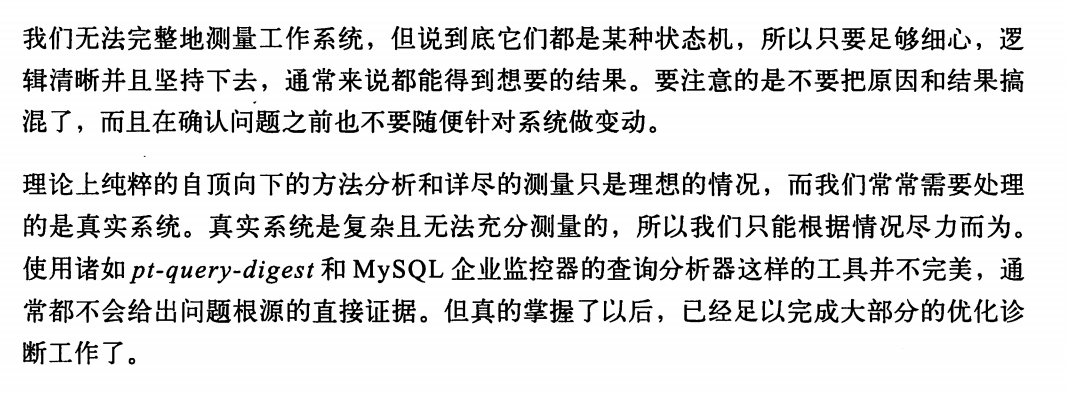 我们无法完整地测量工作系统，但说到底它们都是某种状态机，所以只要足够细心，逻
辑清晰并且坚持下去，通常来说都能得到想要的结果。要注意的是不要把原因和结果搞
混了，而且在确认问题之前也不要随便针对系统做变动。
理论上纯粹的自顶向下的方法分析和详尽的测量只是理想的情况，而我们常常需要处理
的是真实系统。真实系统是复杂且无法充分测量的，所以我们只能根据情况尽力而为。
使用诸如 pt-query-digest 和 MySQL 企业监控器的查询分析器这样的工具并不完美，通
常都不会给出问题根源的直接证据。但真的掌握了以后，已经足以完成大部分的优化诊
断工作了。